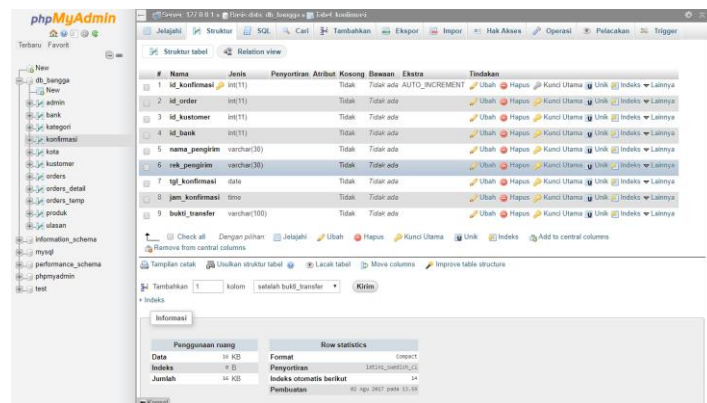 phpMyAdmin
Terbaru Favorit
New
db_bangga
New
admin
bank
kategori
konfirmasi
kota
kustomer
orders
orders_detail
orders_temp
produk
ulasan
information_schema
mysql
performance_schema
phpmyadmin
test
Server: 127.0.0.1 » Basis data: db_bangga » Tabel: konfirmasi
Jelajahi Struktur SQL Cari Tambahkan Ekspor Impor Hak Akses Operasi Pelacakan Trigger
Struktur tabel Relation view
# Nama Jenis Penyortiran Atribut Kosong Bawaan Ekstra Tindakan
1 id_konfirmasi int(11) Tidak Tidak ada AUTO_INCREMENT Ubah Hapus Kunci Utama Unik Indeks Lainnya
2 id_order int(11) Tidak Tidak ada Ubah Hapus Kunci Utama Unik Indeks Lainnya
3 id_kustomer int(11) Tidak Tidak ada Ubah Hapus Kunci Utama Unik Indeks Lainnya
4 id_bank int(11) Tidak Tidak ada Ubah Hapus Kunci Utama Unik Indeks Lainnya
5 nama_pengirim varchar(30) Tidak Tidak ada Ubah Hapus Kunci Utama Unik Indeks Lainnya
6 rek_pengirim varchar(30) Tidak Tidak ada Ubah Hapus Kunci Utama Unik Indeks Lainnya
7 tgl_konfirmasi date Tidak Tidak ada Ubah Hapus Kunci Utama Unik Indeks Lainnya
8 jam_konfirmasi time Tidak Tidak ada Ubah Hapus Kunci Utama Unik Indeks Lainnya
9 bukti_transfer varchar(100) Tidak Tidak ada Ubah Hapus Kunci Utama Unik Indeks Lainnya
Check all Dengan pilihan: Jelajahi Ubah Hapus Kunci Utama Unik Indeks Add to central columns
Remove from central columns
Tampilan cetak Usulkan struktur tabel Lacak tabel Move columns Improve table structure
Tambahkan 1 kolom setelah bukti_transfer Kirim
Indeks
Informasi
Penggunaan ruang
Data 16 KB
Indeks 0 B
Jumlah 16 KB
Row statistics
Format Compact
Penyortiran latin1_swedish_ci
Indeks otomatis berikut 14
Pembuatan 02 Agu 2017 pada
Konsol